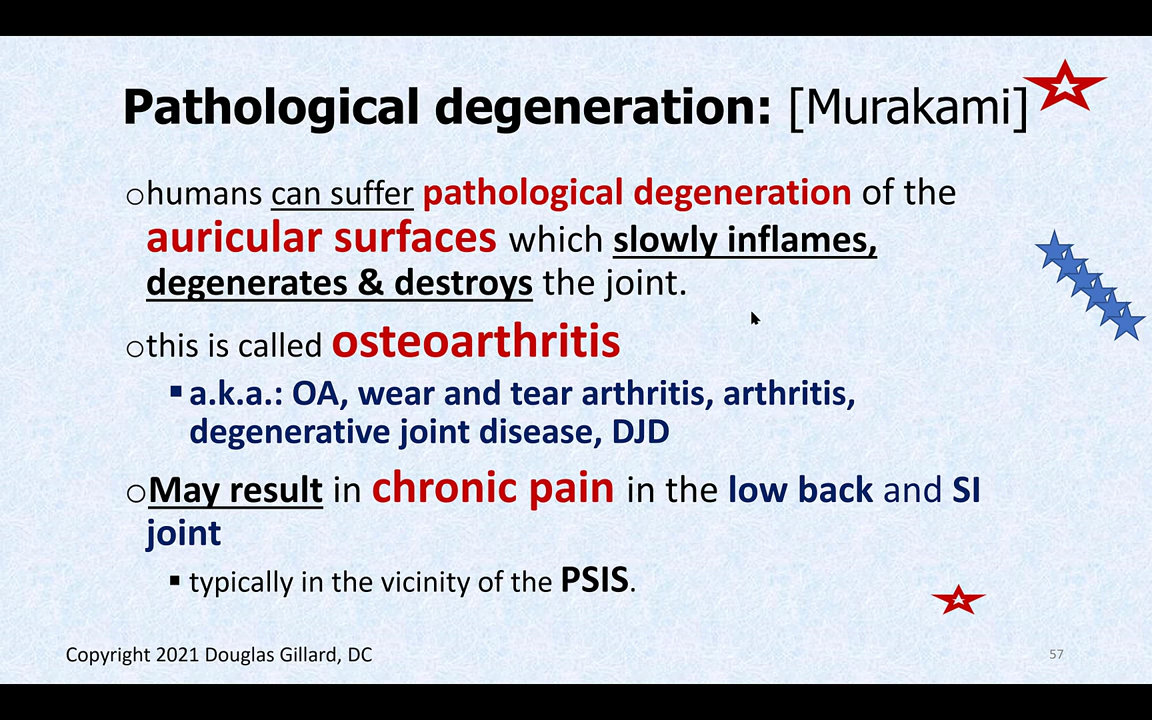 Pathological degeneration: [Murakami]
○humans can suffer pathological degeneration of the
auricular surfaces which slowly inflames,
degenerates & destroys the joint.
○this is called osteoarthritis
▪a.k.a.: OA, wear and tear arthritis, arthritis,
degenerative joint disease, DJD
○May result in chronic pain in the low back and SI
joint
▪typically in the vicinity of the PSIS.
Copyright 2021 Douglas Gillard, DC
57